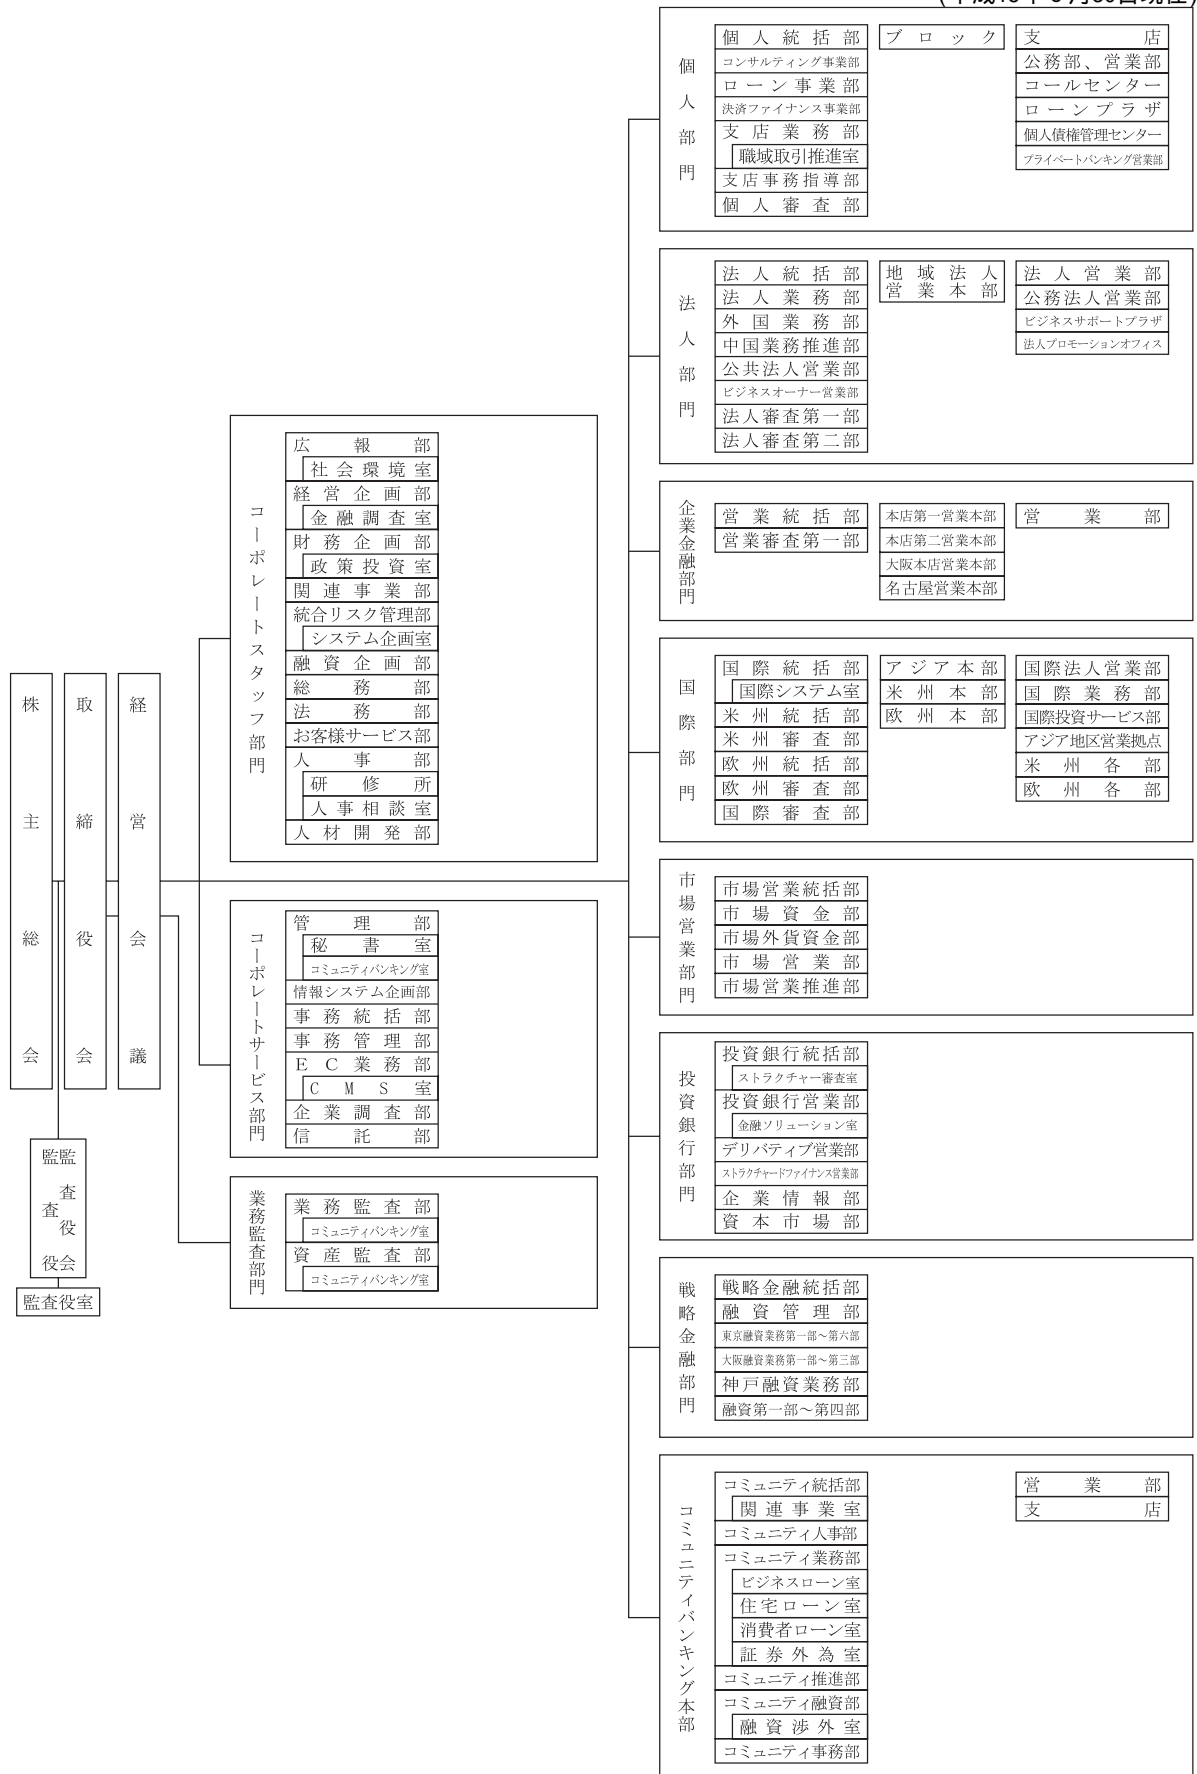 株主総会
取締役会
経営会議
監査役
監査役会
監査役室
コーポレートスタッフ部門
広報部
社会環境室
経営企画部
金融調査室
財務企画部
政策投資室
関連事業部
統合リスク管理部
システム企画室
融資企画部
総務部
法務部
お客様サービス部
人事部
研修所
人事相談室
人材開発部
コーポレートサービス部門
管理部
秘書室
コミュニティバンキング室
情報システム企画部
事務統括部
事務管理部
EC業務部
CMS室
企業調査部
信託部
業務監査部門
業務監査部
コミュニティバンキング室
資産監査部
コミュニティバンキング室
個人部門
個人統括部
コンサルティング事業部
ローン事業部
決済ファイナンス事業部
支店業務部
職域取引推進室
支店事務指導部
個人審査部
ブロック
支店
公務部、営業部
コールセンター
ローンプラザ
個人債権管理センター
プライベートバンキング営業部
法人部門
法人統括部
法人業務部
外国業務部
中国業務推進部
公共法人営業部
ビジネスオーナー営業部
法人審査第一部
法人審査第二部
地域法人
営業本部
法人営業部
公務法人営業部
ビジネスサポートプラザ
法人プロモーションオフィス
企業金融部門
営業統括部
営業審査第一部
本店第一営業本部
本店第二営業本部
大阪本店営業本部
名古屋営業本部
営業部
国際部門
国際統括部
国際システム室
米州統括部
米州審査部
欧州統括部
欧州審査部
国際審査部
アジア本部
米州本部
欧州本部
国際法人営業部
国際業務部
国際投資サービス部
アジア地区営業拠点
米州各部
欧州各部
市場営業部門
市場営業統括部
市場資金部
市場外貨資金部
市場営業部
市場営業推進部
投資銀行部門
投資銀行統括部
ストラクチャー審査室
投資銀行営業部
金融ソリューション室
デリバティブ営業部
ストラクチャードファイナンス営業部
企業情報部
資本市場部
戦略金融部門
戦略金融統括部
融資管理部
東京融資業務第一部～第六部
大阪融資業務第一部～第三部
神戸融資業務部
融資第一部～第四部
コミュニティバンキング本部
コミュニティ統括部
関連事業室
コミュニティ人事部
コミュニティ業務部
ビジネスローン室
住宅ローン室
消費者ローン室
証券外為室
コミュニティ推進部
コミュニティ融資部
融資渉外室
コミュニティ事務部
営業部
支店